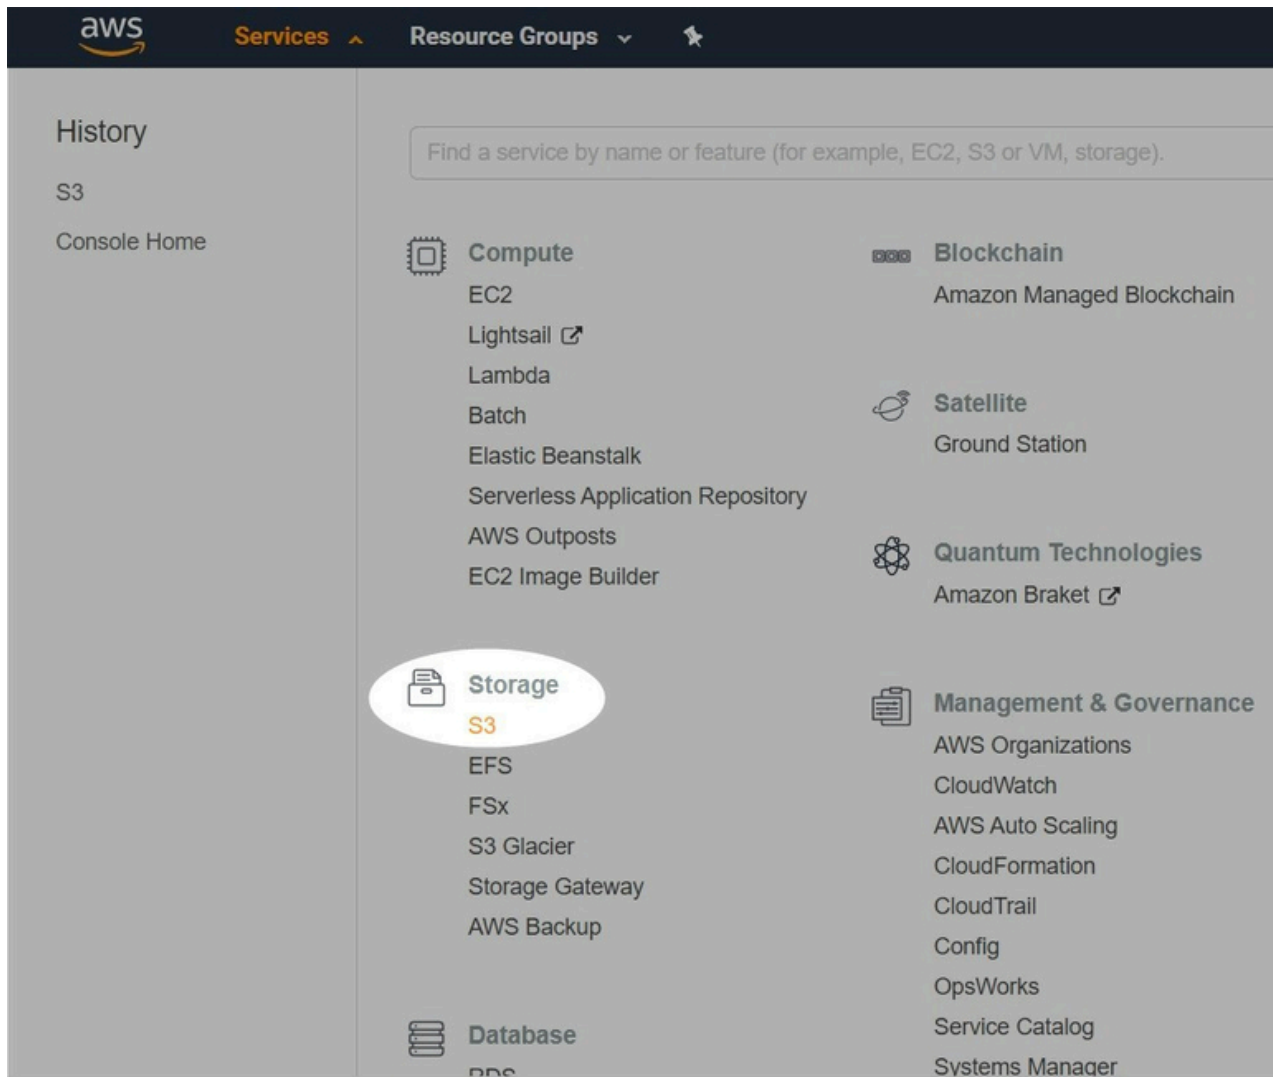 aws
Services
Resource Groups
History
S3
Console Home
Find a service by name or feature (for example, EC2, S3 or VM, storage).
Compute
EC2
Lightsail
Lambda
Batch
Elastic Beanstalk
Serverless Application Repository
AWS Outposts
EC2 Image Builder
Storage
S3
EFS
FSx
S3 Glacier
Storage Gateway
AWS Backup
Database
RDS
Blockchain
Amazon Managed Blockchain
Satellite
Ground Station
Quantum Technologies
Amazon Braket
Management & Governance
AWS Organizations
CloudWatch
AWS Auto Scaling
CloudFormation
CloudTrail
Config
OpsWorks
Service Catalog
Systems Manager